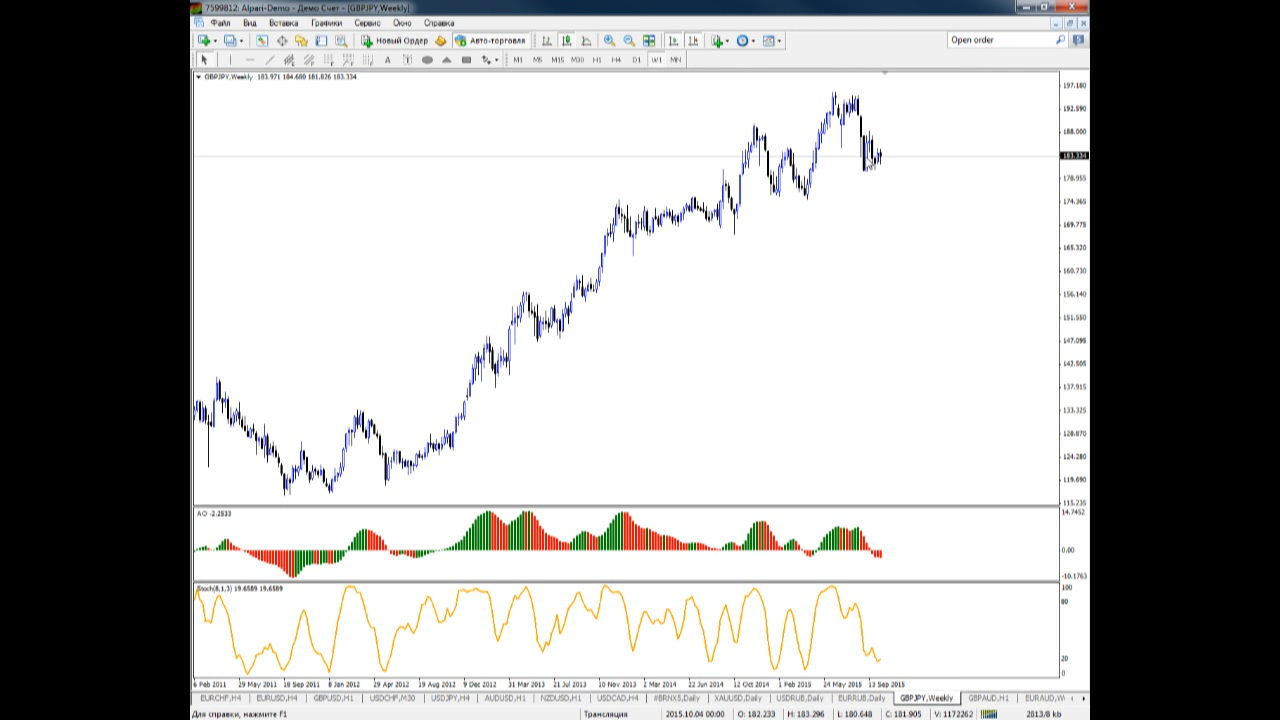 7599812: Alpari-Demo - Демо Счет - [GBPJPY,Weekly]
Файл Вид Вставка Графики Сервис Окно Справка
Новый Ордер Авто-торговля Open order
A T M1 M5 M15 M30 H1 H4 D1 W1 MN
GBPJPY,Weekly 183.971 184.680 181.826 183.334
197.180
192.590
188.000
183.334
178.955
174.365
169.775
165.320
160.730
156.140
151.550
147.095
142.505
137.915
133.325
128.870
124.280
119.690
115.235
AO -2.2533
14.7452
0.00
-10.1763
Stoch(8,1,3) 19.6589 19.6589
100
80
20
0
6 Feb 2011 29 May 2011 18 Sep 2011 8 Jan 2012 29 Apr 2012 19 Aug 2012 9 Dec 2012 31 Mar 2013 21 Jul 2013 10 Nov 2013 2 Mar 2014 22 Jun 2014 12 Oct 2014 1 Feb 2015 24 May 2015 13 Sep 2015
EURCHF,H4 EURUSD,H4 GBPUSD,H1 USDCHF,M30 USDJPY,H4 AUDUSD,H1 NZDUSD,H1 USDCAD,H4 #BRNX5,Daily XAUUSD,Daily USDRUB,Daily EURRUB,Daily GBPJPY,Weekly GBPAUD,H1 EURAUD,W
Для справки, нажмите F1 Трансляция 2015.10.04 00:00 O: 182.233 H: 183.296 L: 180.648 C: 181.905 V: 1172262 2813/8 kb